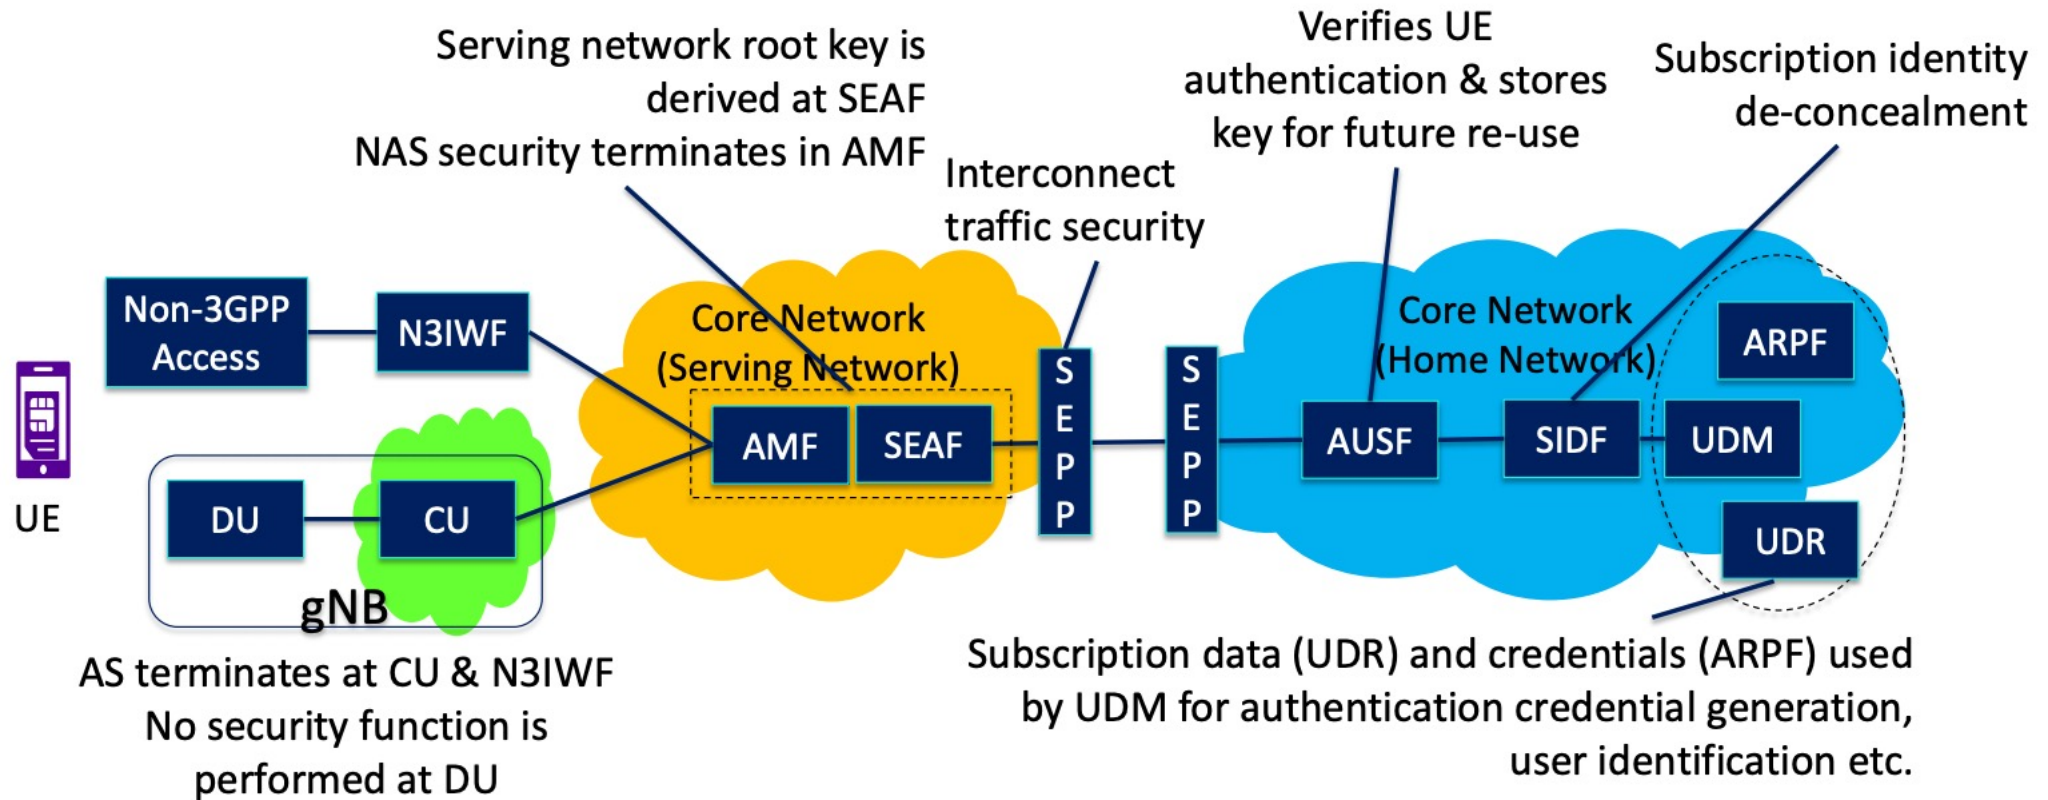 Serving network root key is
derived at SEAF
NAS security terminates in AMF
Interconnect
traffic security
Verifies UE
authentication & stores
key for future re-use
Subscription identity
de-concealment
Non-3GPP
Access
N3IWF
Core Network
(Serving Network)
AMF
SEAF
S
E
P
P
S
E
P
P
Core Network
(Home Network)
AUSF
SIDF
UDM
ARPF
UDR
UE
DU
CU
gNB
AS terminates at CU & N3IWF
No security function is
performed at DU
Subscription data (UDR) and credentials (ARPF) used
by UDM for authentication credential generation,
user identification etc.